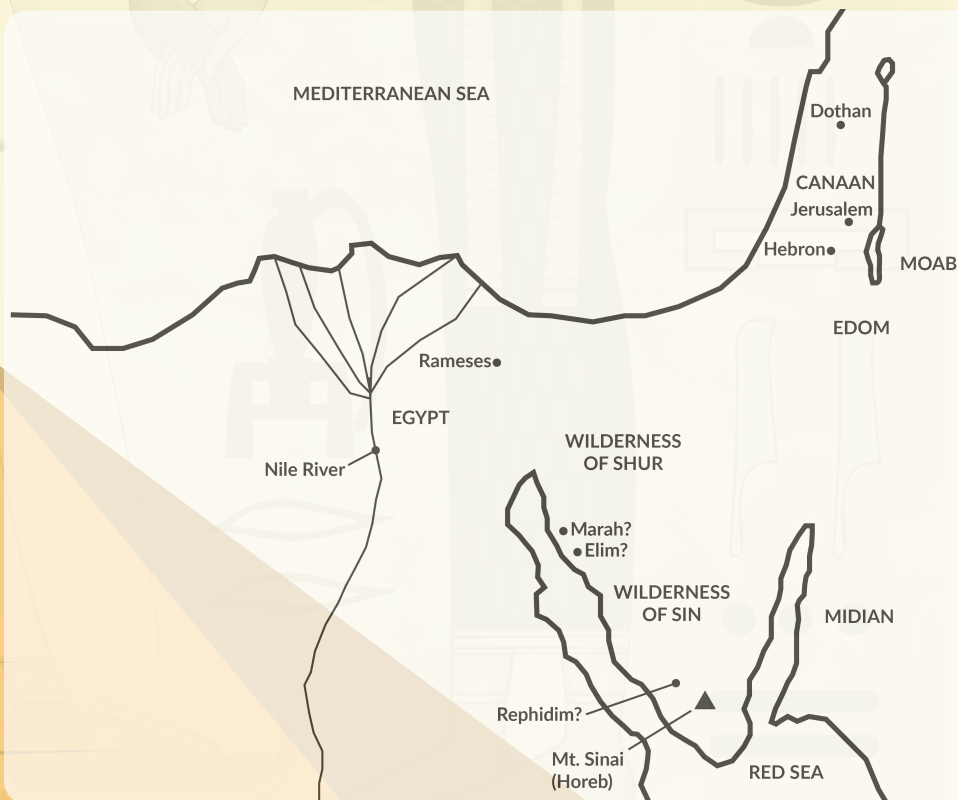 MEDITERRANEAN SEA
Dothan
CANAAN
Jerusalem
Hebron
MOAB
EDOM
Rameses
EGYPT
WILDERNESS
OF SHUR
Nile River
Marah?
Elim?
WILDERNESS
OF SIN
MIDIAN
Rephidim?
Mt. Sinai
(Horeb)
RED SEA